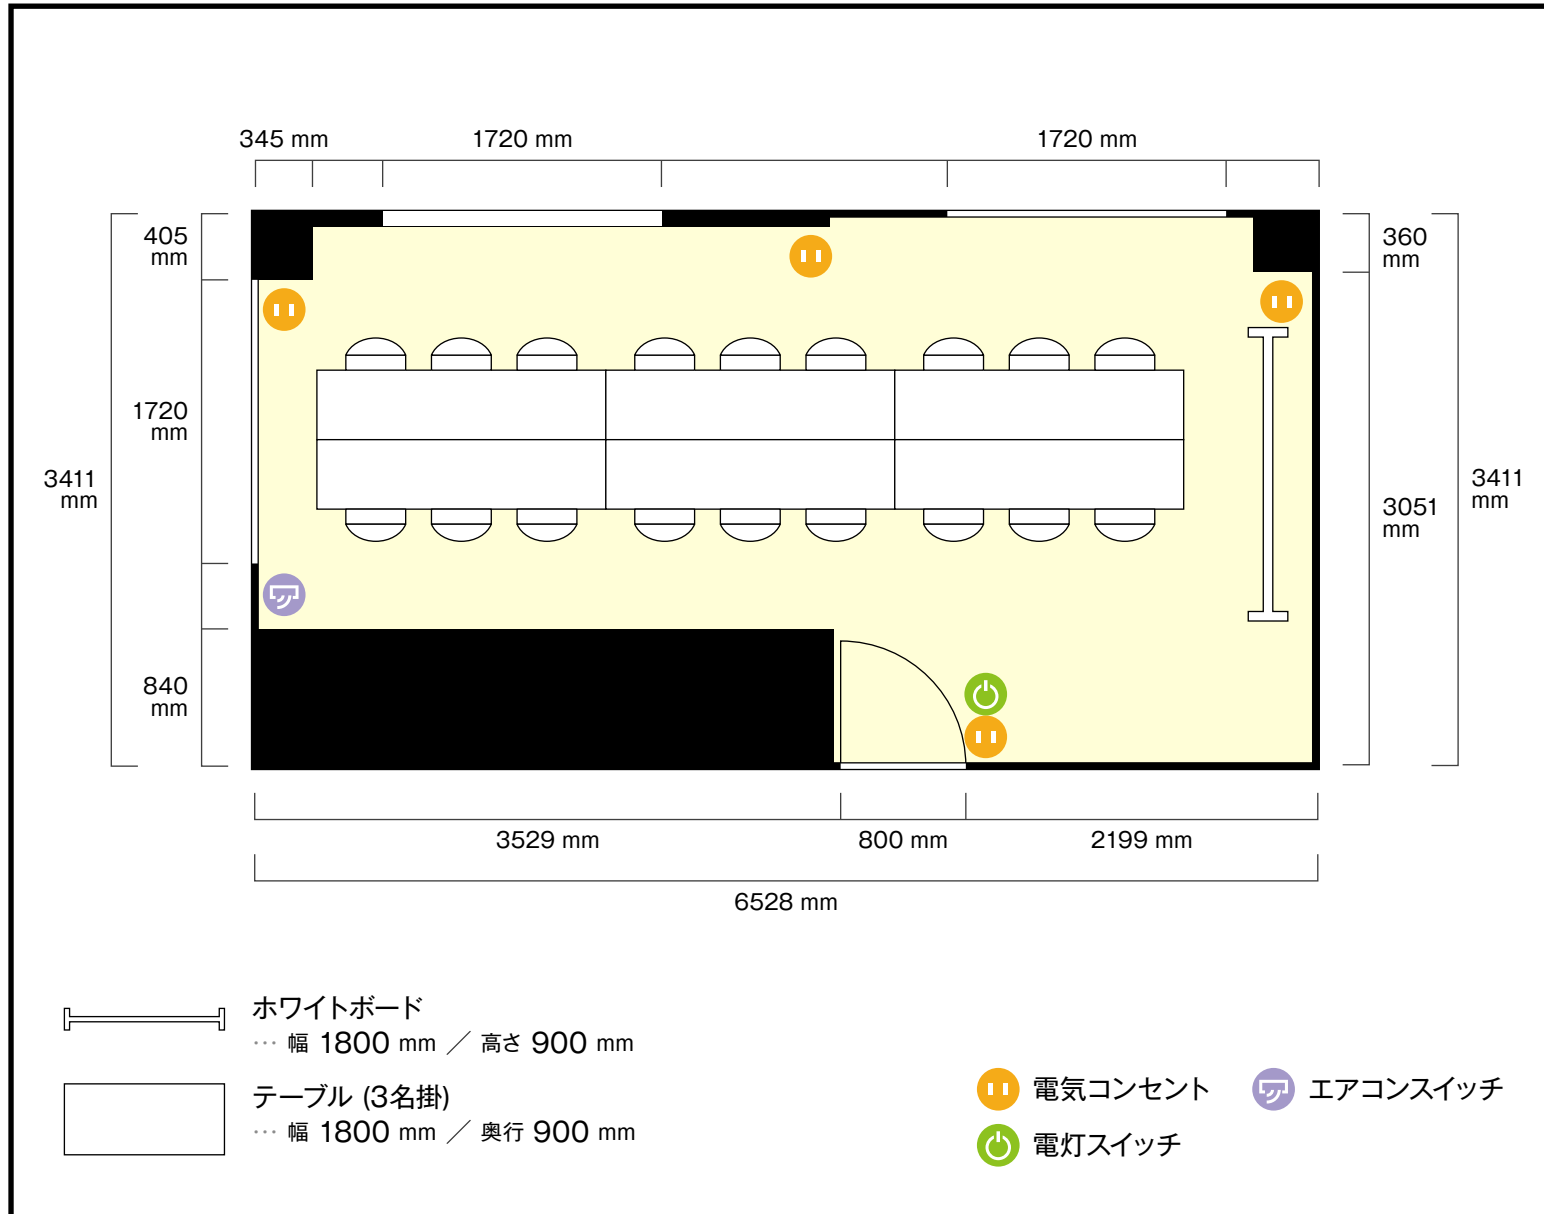 345 mm
1720 mm
1720 mm
405
mm
360
mm
1720
mm
3411
mm
3051
mm
3411
mm
840
mm
3529 mm
800 mm
2199 mm
6528 mm
ホワイトボード
… 幅 1800 mm ／ 高さ 900 mm
テーブル (3名掛)
… 幅 1800 mm ／ 奥行 900 mm
電気コンセント
エアコンスイッチ
電灯スイッチ